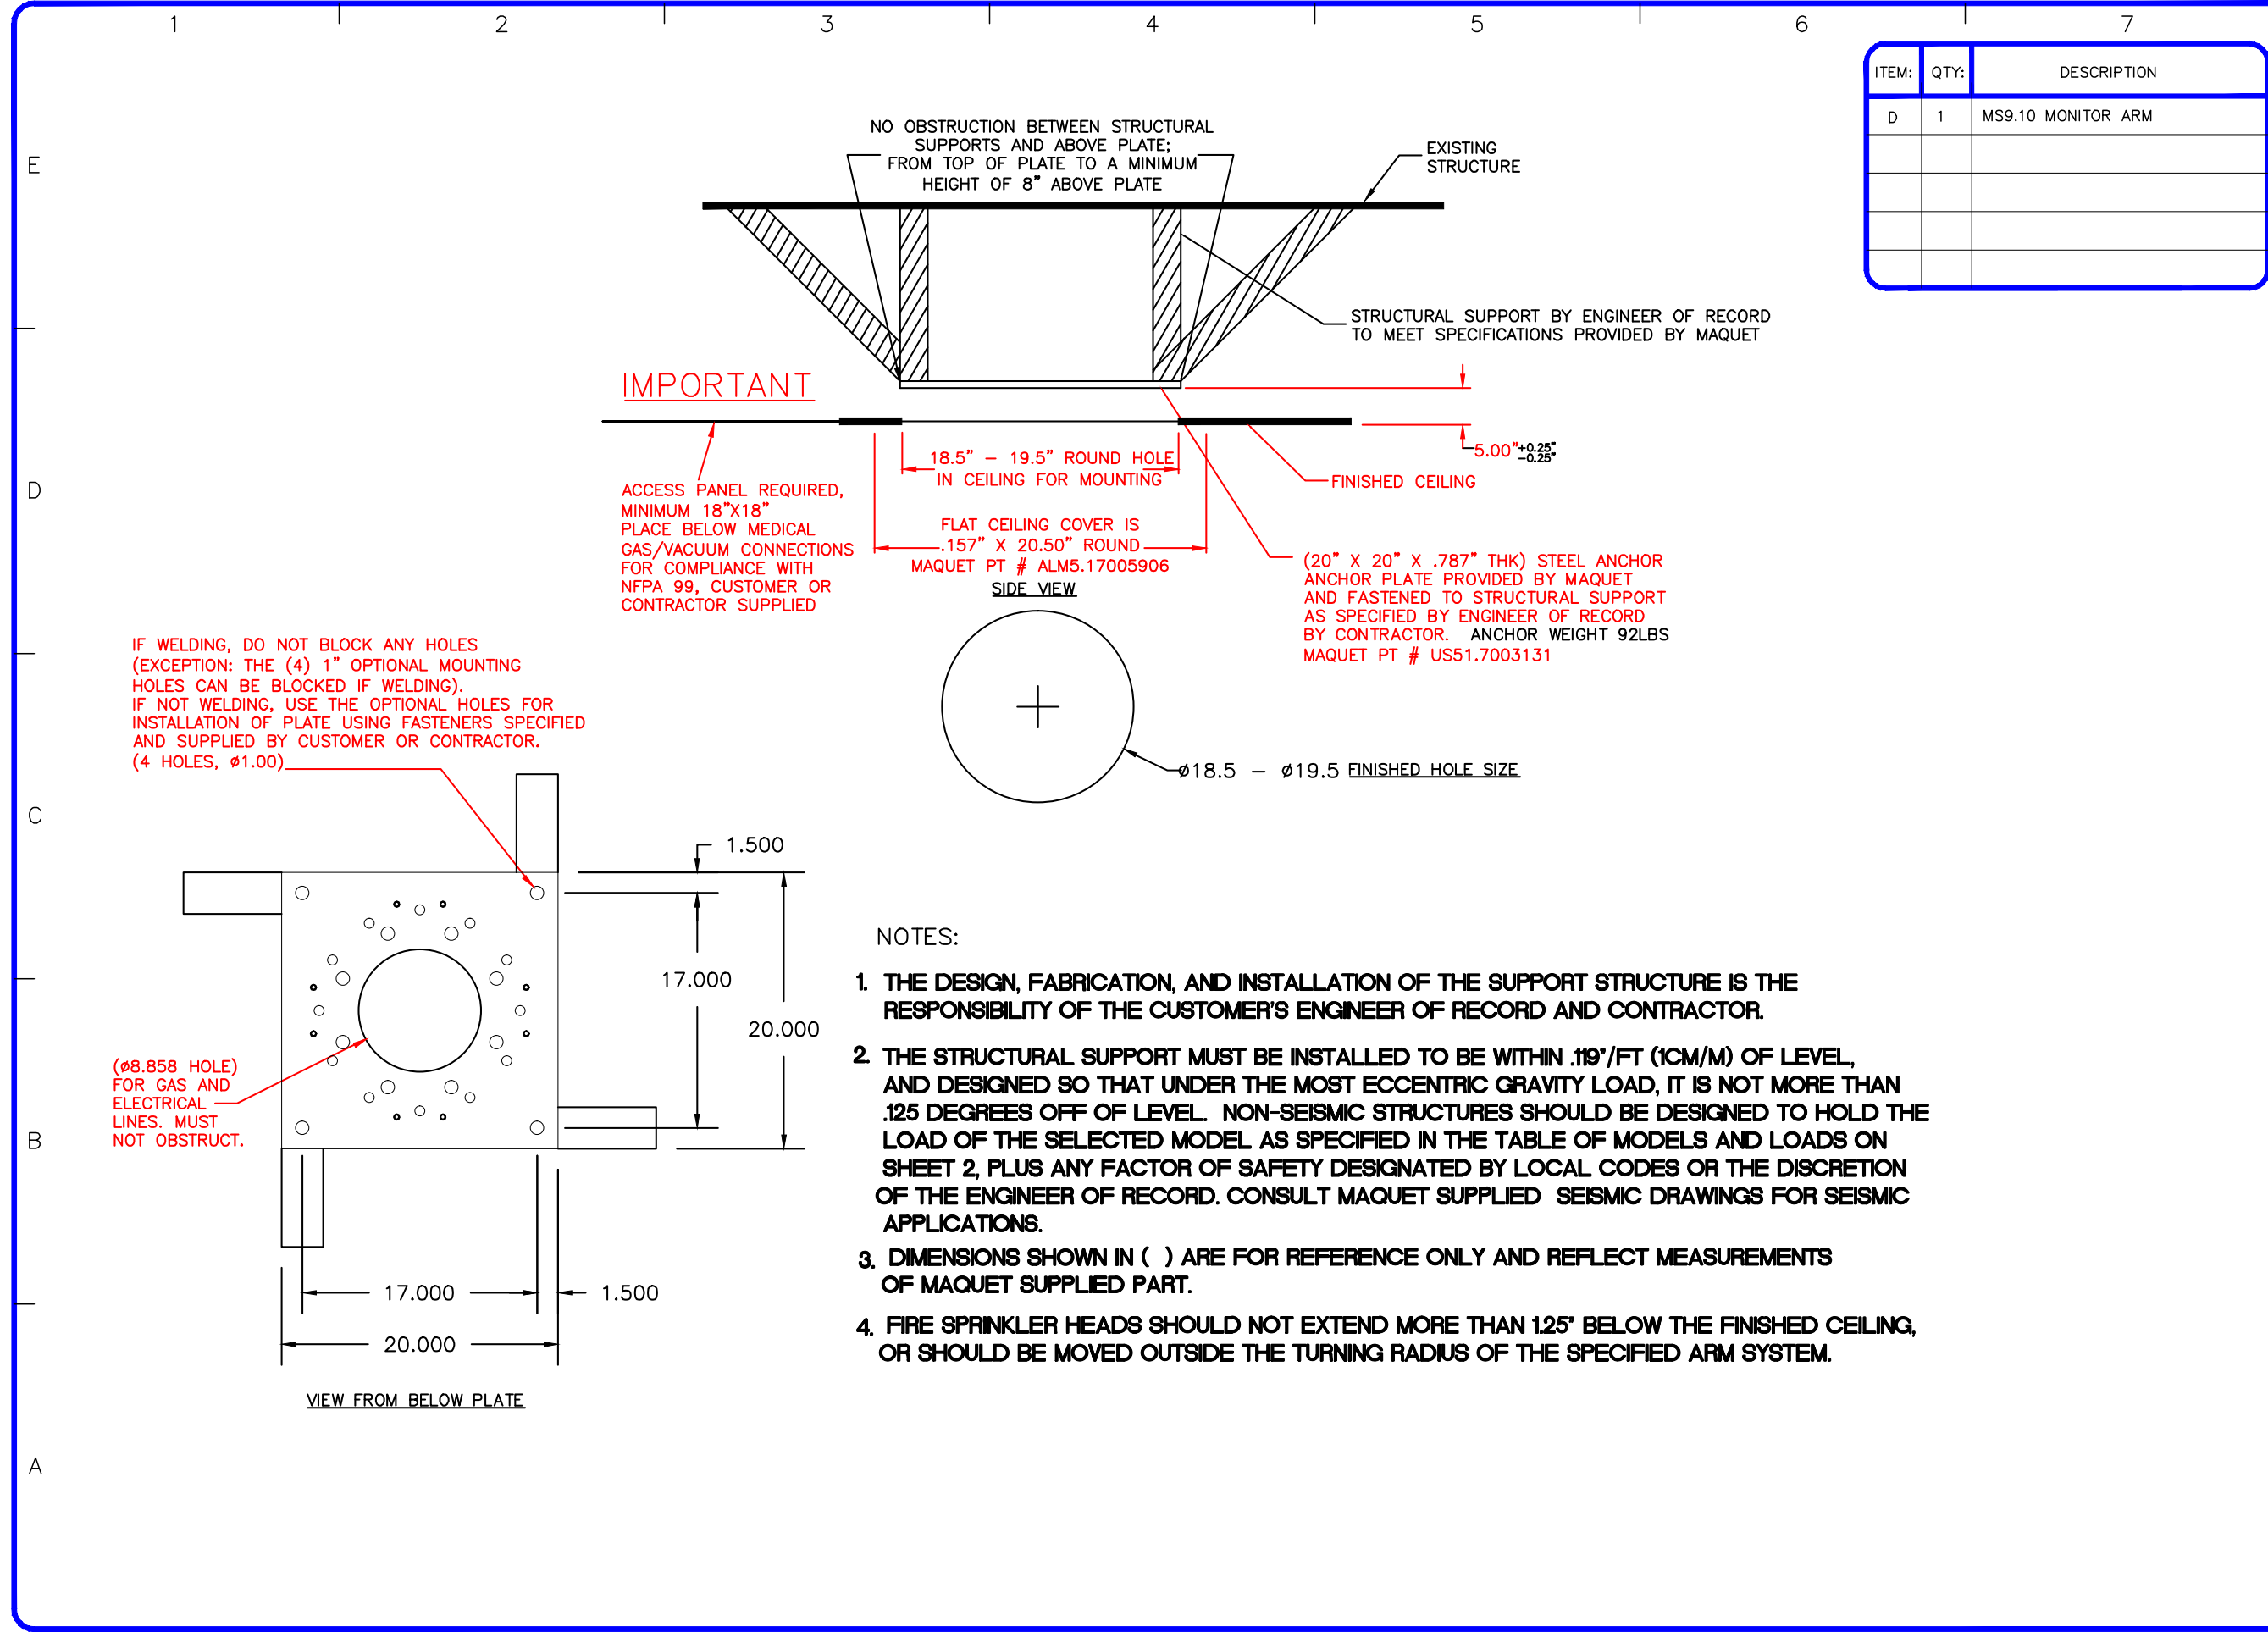 1 2 3 4 5 6 7
ITEM: QTY: DESCRIPTION
D 1 MS9.10 MONITOR ARM
E
D
C
B
A
NO OBSTRUCTION BETWEEN STRUCTURAL
SUPPORTS AND ABOVE PLATE;
FROM TOP OF PLATE TO A MINIMUM
HEIGHT OF 8" ABOVE PLATE
EXISTING
STRUCTURE
STRUCTURAL SUPPORT BY ENGINEER OF RECORD
TO MEET SPECIFICATIONS PROVIDED BY MAQUET
IMPORTANT
5.00"+0.25"
-0.25"
18.5" - 19.5" ROUND HOLE
IN CEILING FOR MOUNTING
FINISHED CEILING
ACCESS PANEL REQUIRED,
MINIMUM 18"X18"
PLACE BELOW MEDICAL
GAS/VACUUM CONNECTIONS
FOR COMPLIANCE WITH
NFPA 99, CUSTOMER OR
CONTRACTOR SUPPLIED
FLAT CEILING COVER IS
.157" X 20.50" ROUND
MAQUET PT # ALM5.17005906
SIDE VIEW
(20" X 20" X .787" THK) STEEL ANCHOR
ANCHOR PLATE PROVIDED BY MAQUET
AND FASTENED TO STRUCTURAL SUPPORT
AS SPECIFIED BY ENGINEER OF RECORD
BY CONTRACTOR. ANCHOR WEIGHT 92LBS
MAQUET PT # US51.7003131
IF WELDING, DO NOT BLOCK ANY HOLES
(EXCEPTION: THE (4) 1" OPTIONAL MOUNTING
HOLES CAN BE BLOCKED IF WELDING).
IF NOT WELDING, USE THE OPTIONAL HOLES FOR
INSTALLATION OF PLATE USING FASTENERS SPECIFIED
AND SUPPLIED BY CUSTOMER OR CONTRACTOR.
(4 HOLES, ø1.00)
ø18.5 - ø19.5 FINISHED HOLE SIZE
1.500
17.000
20.000
(ø8.858 HOLE)
FOR GAS AND
ELECTRICAL
LINES. MUST
NOT OBSTRUCT.
17.000
1.500
20.000
VIEW FROM BELOW PLATE
NOTES:
1. THE DESIGN, FABRICATION, AND INSTALLATION OF THE SUPPORT STRUCTURE IS THE
RESPONSIBILITY OF THE CUSTOMER'S ENGINEER OF RECORD AND CONTRACTOR.
2. THE STRUCTURAL SUPPORT MUST BE INSTALLED TO BE WITHIN .119"/FT (1CM/M) OF LEVEL,
AND DESIGNED SO THAT UNDER THE MOST ECCENTRIC GRAVITY LOAD, IT IS NOT MORE THAN
.125 DEGREES OFF OF LEVEL. NON-SEISMIC STRUCTURES SHOULD BE DESIGNED TO HOLD THE
LOAD OF THE SELECTED MODEL AS SPECIFIED IN THE TABLE OF MODELS AND LOADS ON
SHEET 2, PLUS ANY FACTOR OF SAFETY DESIGNATED BY LOCAL CODES OR THE DISCRETION
OF THE ENGINEER OF RECORD. CONSULT MAQUET SUPPLIED SEISMIC DRAWINGS FOR SEISMIC
APPLICATIONS.
3. DIMENSIONS SHOWN IN ( ) ARE FOR REFERENCE ONLY AND REFLECT MEASUREMENTS
OF MAQUET SUPPLIED PART.
4. FIRE SPRINKLER HEADS SHOULD NOT EXTEND MORE THAN 1.25" BELOW THE FINISHED CEILING,
OR SHOULD BE MOVED OUTSIDE THE TURNING RADIUS OF THE SPECIFIED ARM SYSTEM.